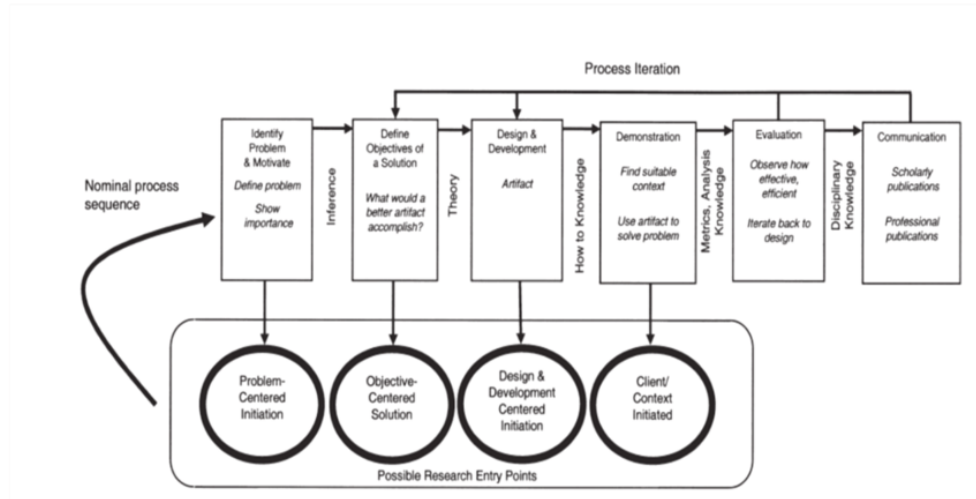 Process Iteration
Nominal process
sequence
Identify
Problem
& Motivate
Define problem
Show
importance
Inference
Define
Objectives of
a Solution
What would a
better artifact
accomplish?
Theory
Design &
Development
Artifact
How to Knowledge
Demonstration
Find suitable
context
Use artifact to
solve problem
Metrics, Analysis
Knowledge
Evaluation
Observe how
effective,
efficient
Iterate back to
design
Disciplinary
Knowledge
Communication
Scholarly
publications
Professional
publications
Problem-
Centered
Initiation
Objective-
Centered
Solution
Design &
Development
Centered
Initiation
Client/
Context
Initiated
Possible Research Entry Points